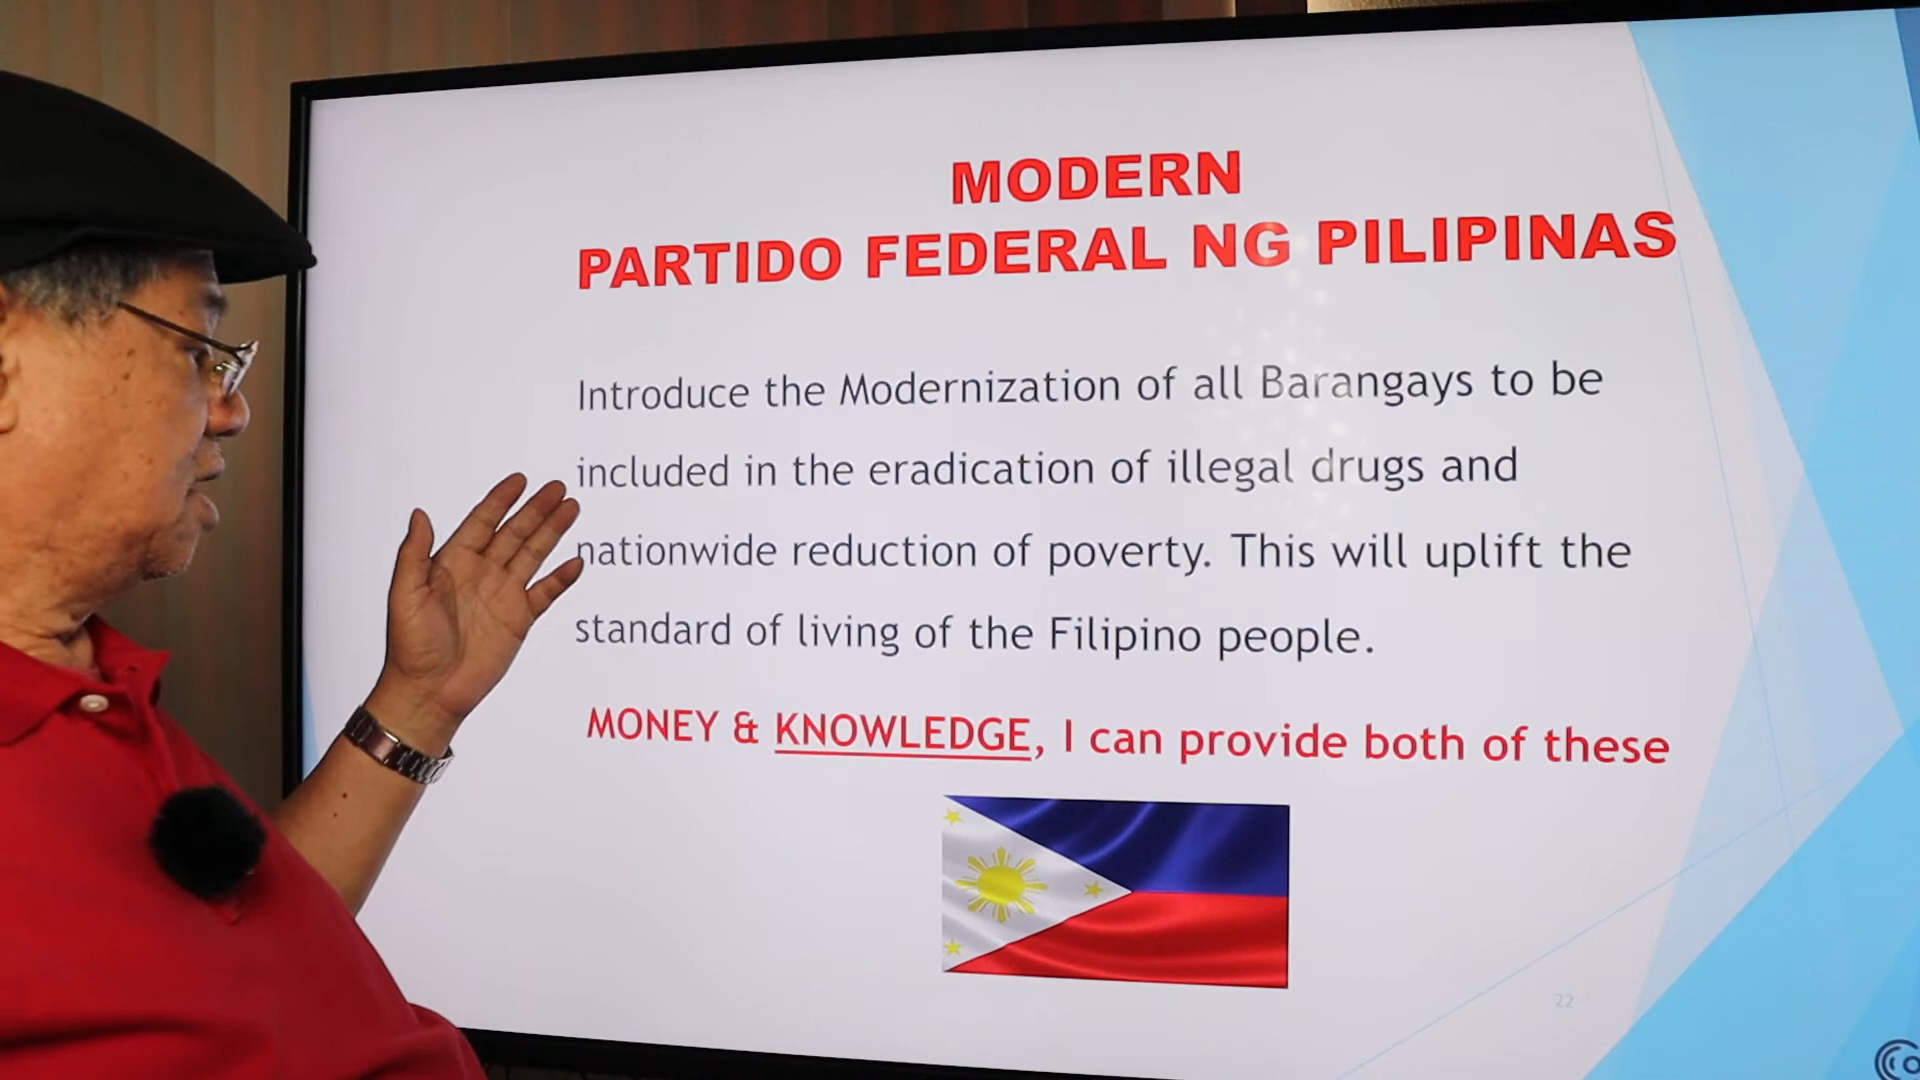 MODERN
PARTIDO FEDERAL NG PILIPINAS
Introduce the Modernization of all Barangays to be
included in the eradication of illegal drugs and
nationwide reduction of poverty. This will uplift the
standard of living of the Filipino people.
MONEY & KNOWLEDGE, I can provide both of these
22